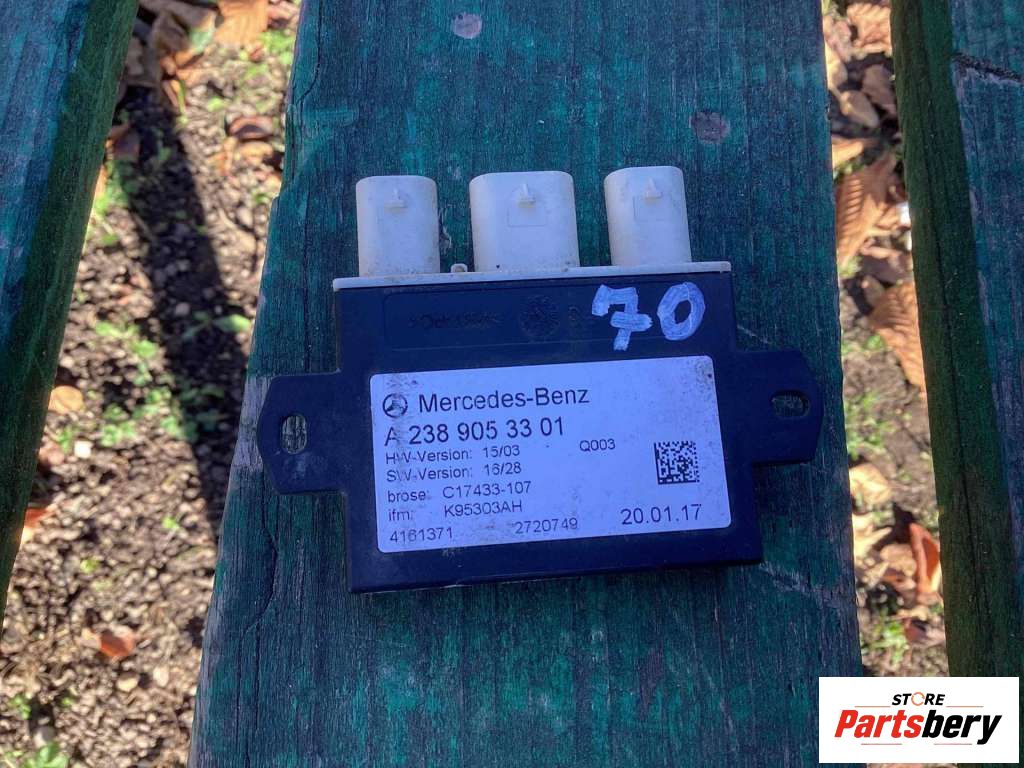 70
Mercedes-Benz
A 238 905 33 01
HW-Version: 15/03 Q003
SW-Version: 16/28
brose: C17433-107
ifm: K95303AH
4161371 2720749 20.01.17
STORE
Partsbery